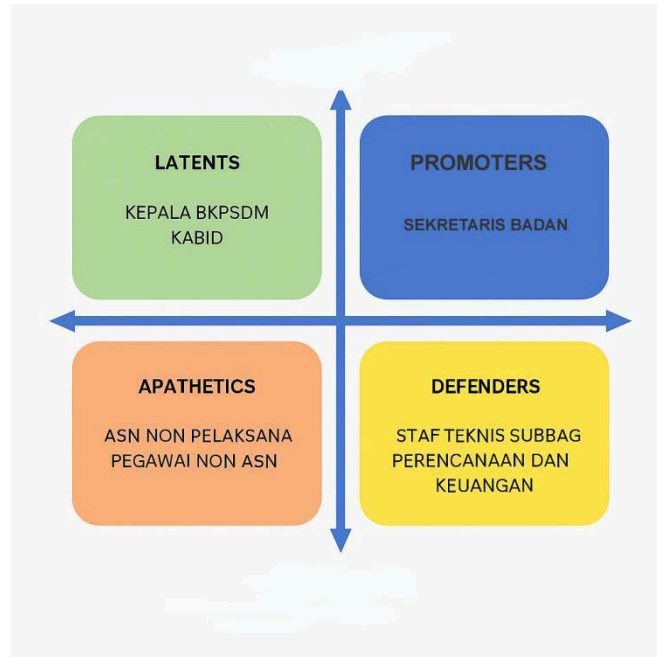 LATENTS
KEPALA BKPSDM
KABID
PROMOTERS
SEKRETARIS BADAN
APATHETICS
ASN NON PELAKSANA
PEGAWAI NON ASN
DEFENDERS
STAF TEKNIS SUBBAG
PERENCANAAN DAN
KEUANGAN